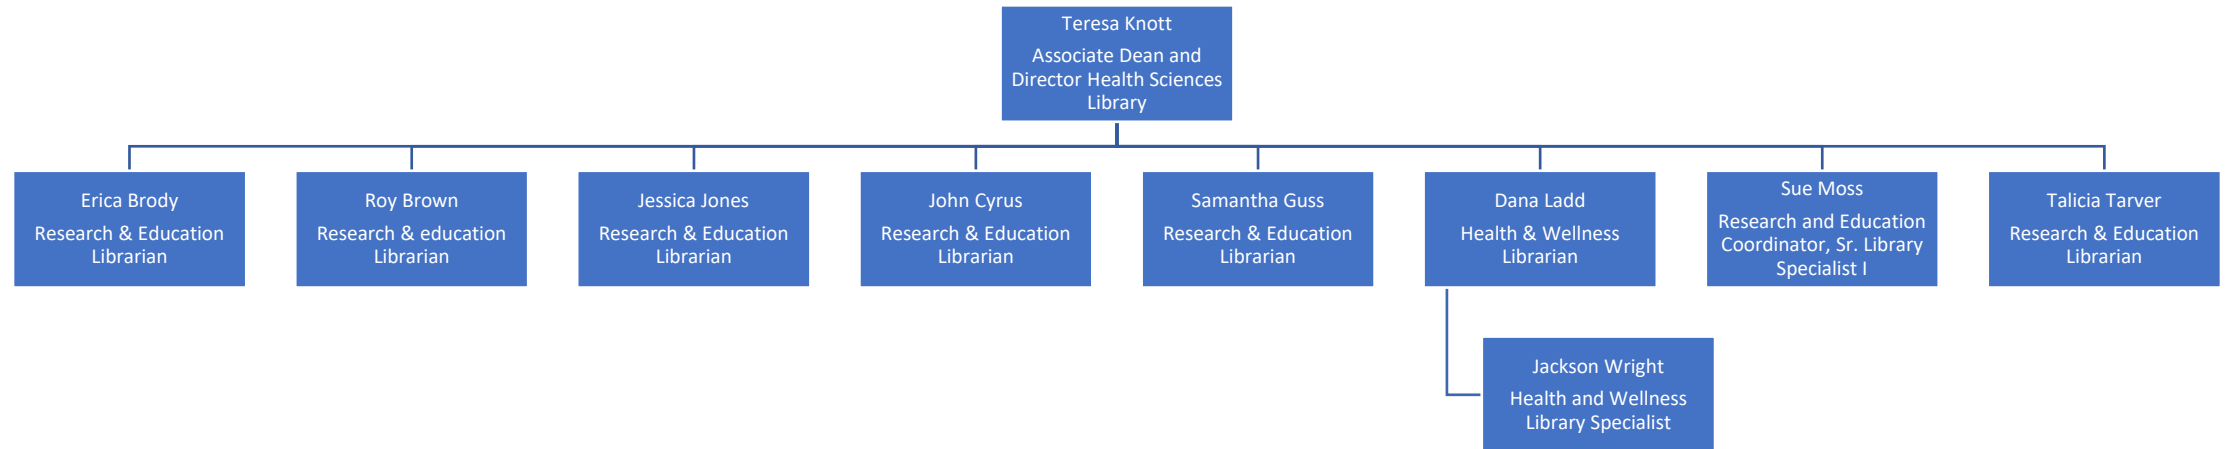 Teresa Knott
Associate Dean and
Director Health Sciences
Library
Erica Brody
Research & Education
Librarian
Roy Brown
Research & education
Librarian
Jessica Jones
Research & Education
Librarian
John Cyrus
Research & Education
Librarian
Samantha Guss
Research & Education
Librarian
Dana Ladd
Health & Wellness
Librarian
Sue Moss
Research and Education
Coordinator, Sr. Library
Specialist I
Talicia Tarver
Research & Education
Librarian
Jackson Wright
Health and Wellness
Library Specialist